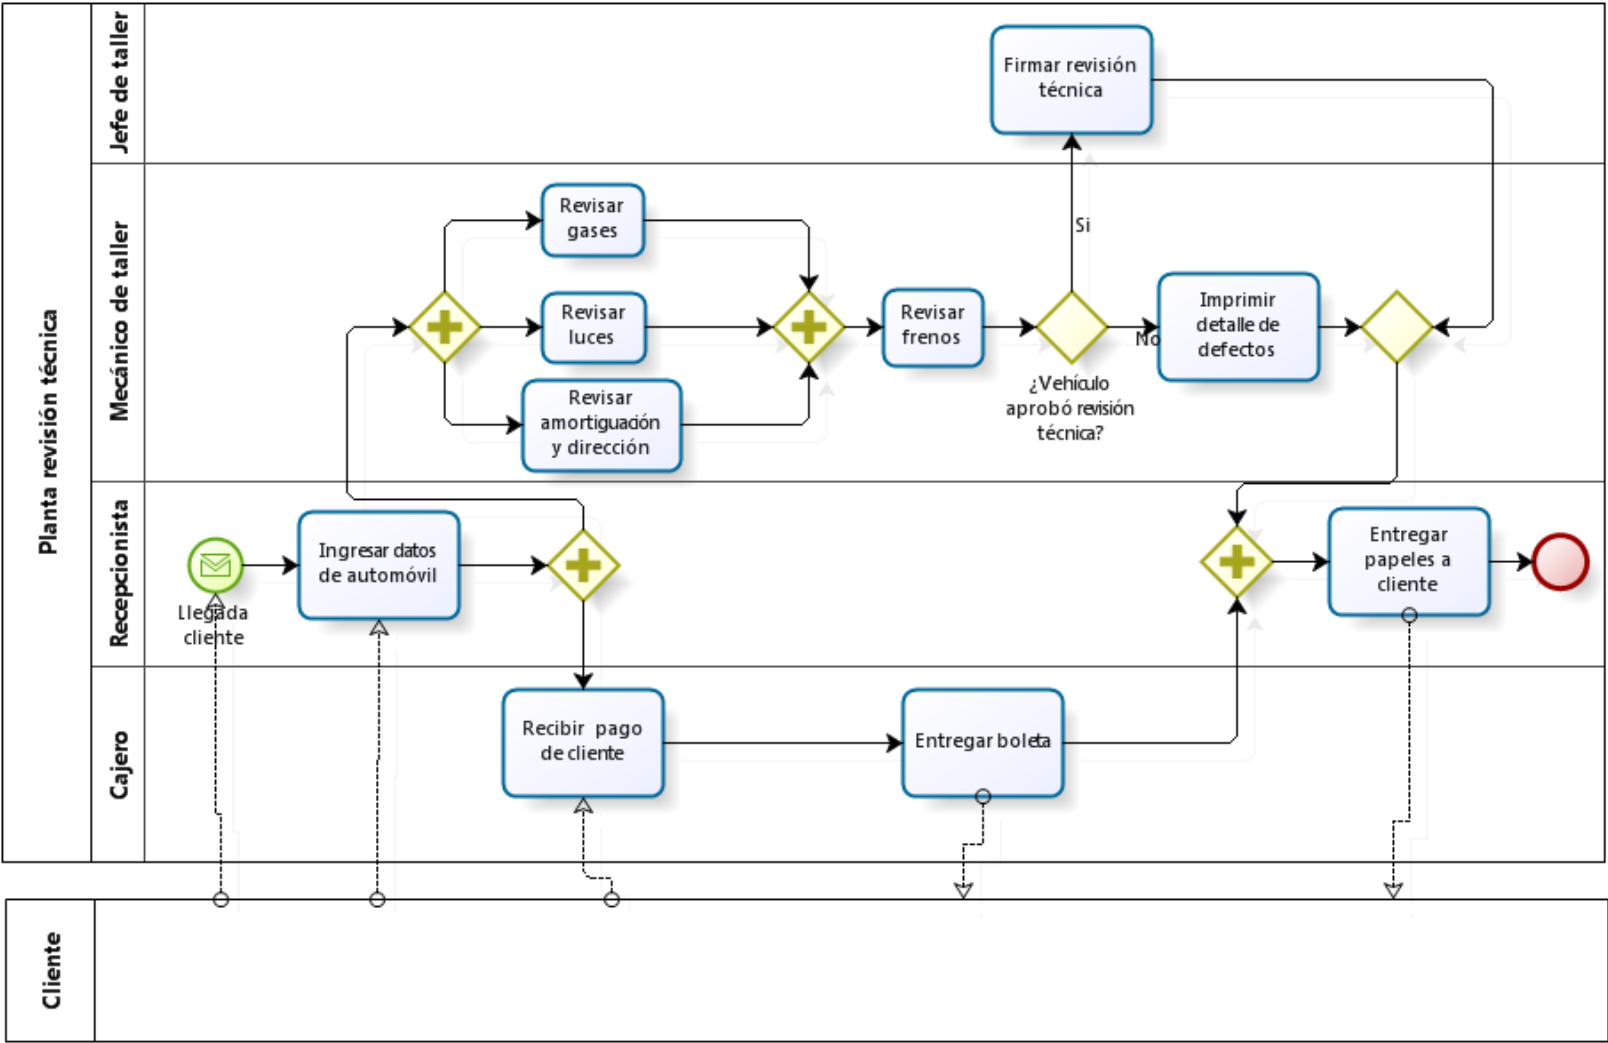 Planta revisión técnica
Jefe de taller
Firmar revisión
técnica
Mecánico de taller
Revisar
gases
Revisar
luces
Revisar
amortiguación
y dirección
Revisar
frenos
Si
No
¿Vehículo
aprobó revisión
técnica?
Imprimir
detalle de
defectos
Recepcionista
Llegada
cliente
Ingresar datos
de automóvil
Entregar
papeles a
cliente
Cajero
Recibir pago
de cliente
Entregar boleta
Cliente